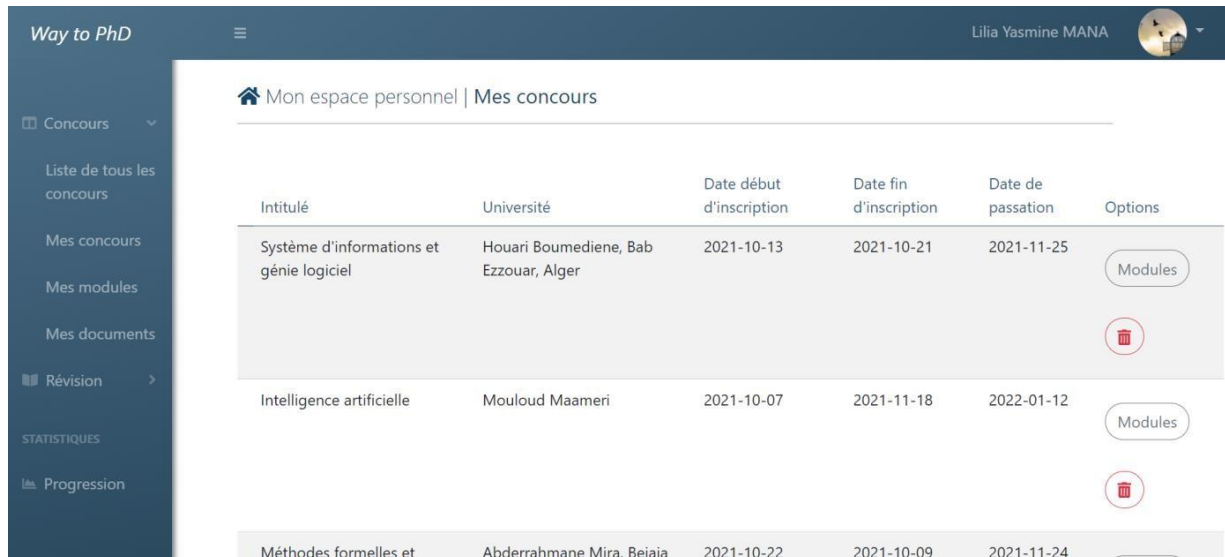 Way to PhD
Lilia Yasmine MANA
Mon espace personnel | Mes concours
Concours
Liste de tous les
concours
Mes concours
Mes modules
Mes documents
Révision
STATISTIQUES
Progression
Intitulé
Université
Date début
d'inscription
Date fin
d'inscription
Date de
passation
Options
Système d'informations et
génie logiciel
Houari Boumediene, Bab
Ezzouar, Alger
2021-10-13
2021-10-21
2021-11-25
Modules
Intelligence artificielle
Mouloud Maameri
2021-10-07
2021-11-18
2022-01-12
Modules
Méthodes formelles et
Abderrahmane Mira, Bejaia
2021-10-22
2021-10-09
2021-11-24